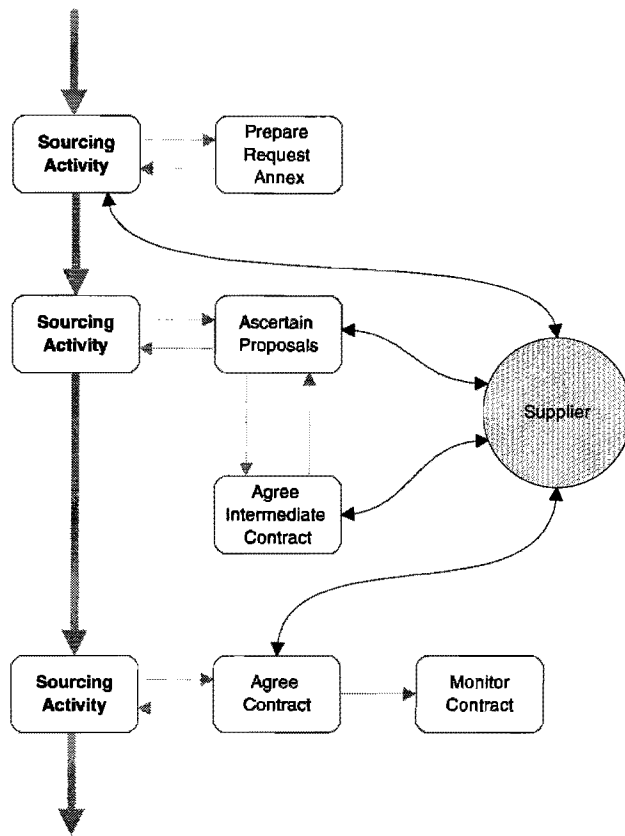 Sourcing
Activity
Prepare
Request
Annex
Sourcing
Activity
Ascertain
Proposals
Supplier
Agree
Intermediate
Contract
Sourcing
Activity
Agree
Contract
Monitor
Contract